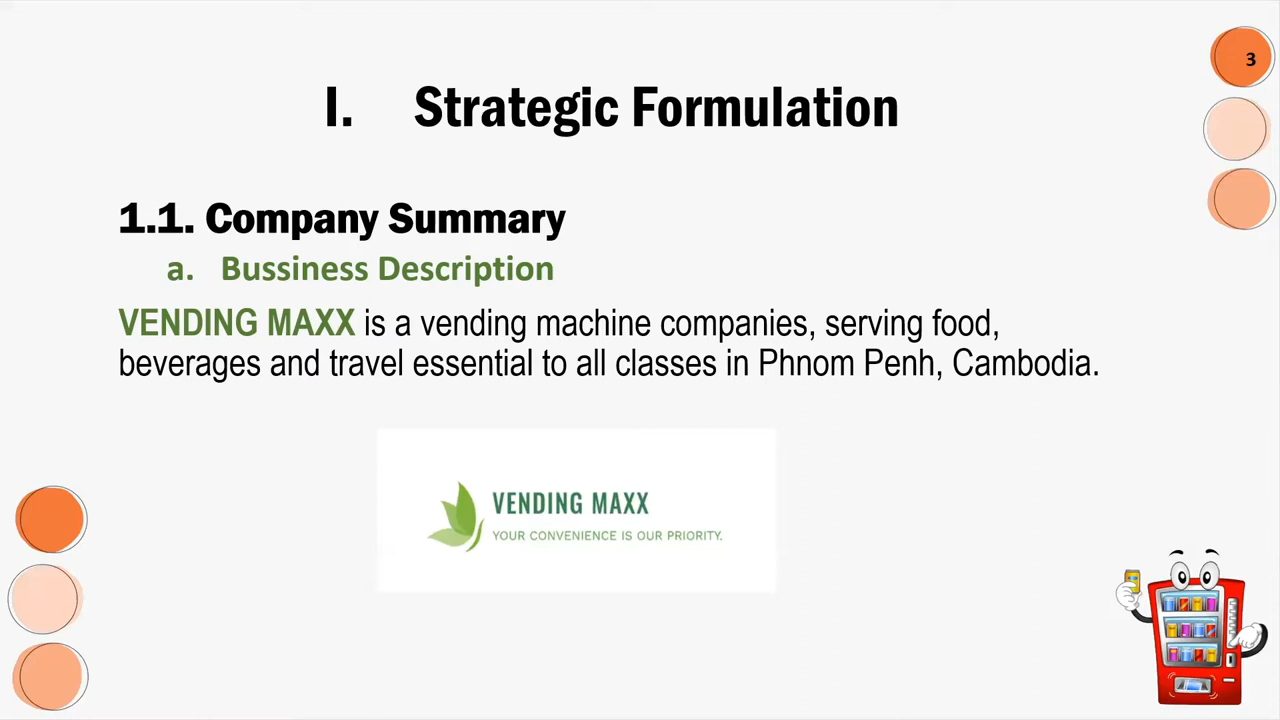 3
I. Strategic Formulation
1.1. Company Summary
a. Bussiness Description
VENDING MAXX is a vending machine companies, serving food,
beverages and travel essential to all classes in Phnom Penh, Cambodia.
VENDING MAXX
YOUR CONVENIENCE IS OUR PRIORITY.